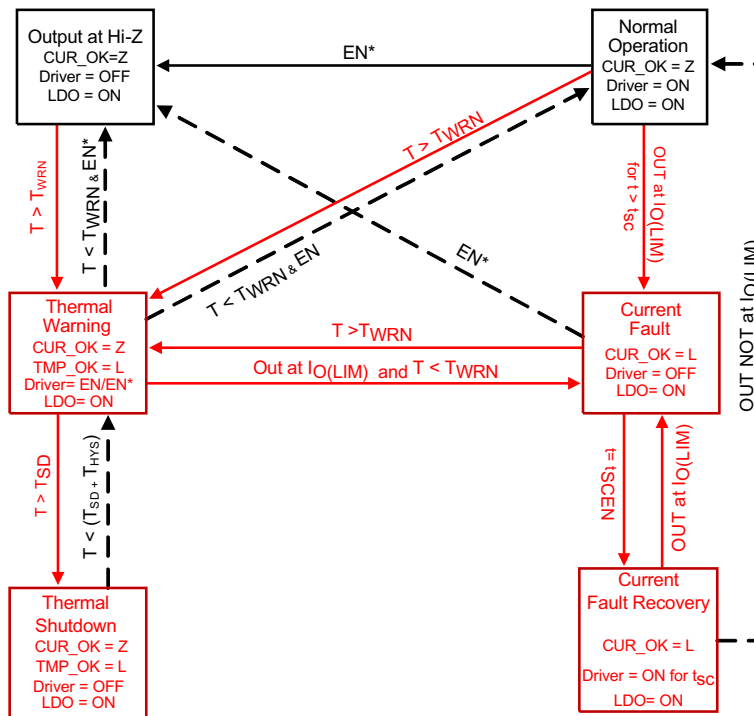 Output at Hi-Z
CUR_OK=Z
Driver = OFF
LDO = ON
EN*
Normal
Operation
CUR_OK = Z
Driver = ON
LDO = ON
T > TWRN
T < TWRN & EN*
T > TWRN
T < TWRN & EN
EN*
OUT at IO(LIM)
for t > tSC
OUT NOT at IO(LIM)
Thermal
Warning
CUR_OK = Z
TMP_OK = L
Driver= EN/EN*
LDO= ON
T >TWRN
Out at IO(LIM) and T < TWRN
Current
Fault
CUR_OK = L
Driver = OFF
LDO= ON
T > TSD
T < (TSD + THYS)
t= tSCEN
OUT at IO(LIM)
Thermal
Shutdown
CUR_OK = Z
TMP_OK = L
Driver = OFF
LDO = ON
Current
Fault Recovery
CUR_OK = L
Driver = ON for tSC
LDO= ON